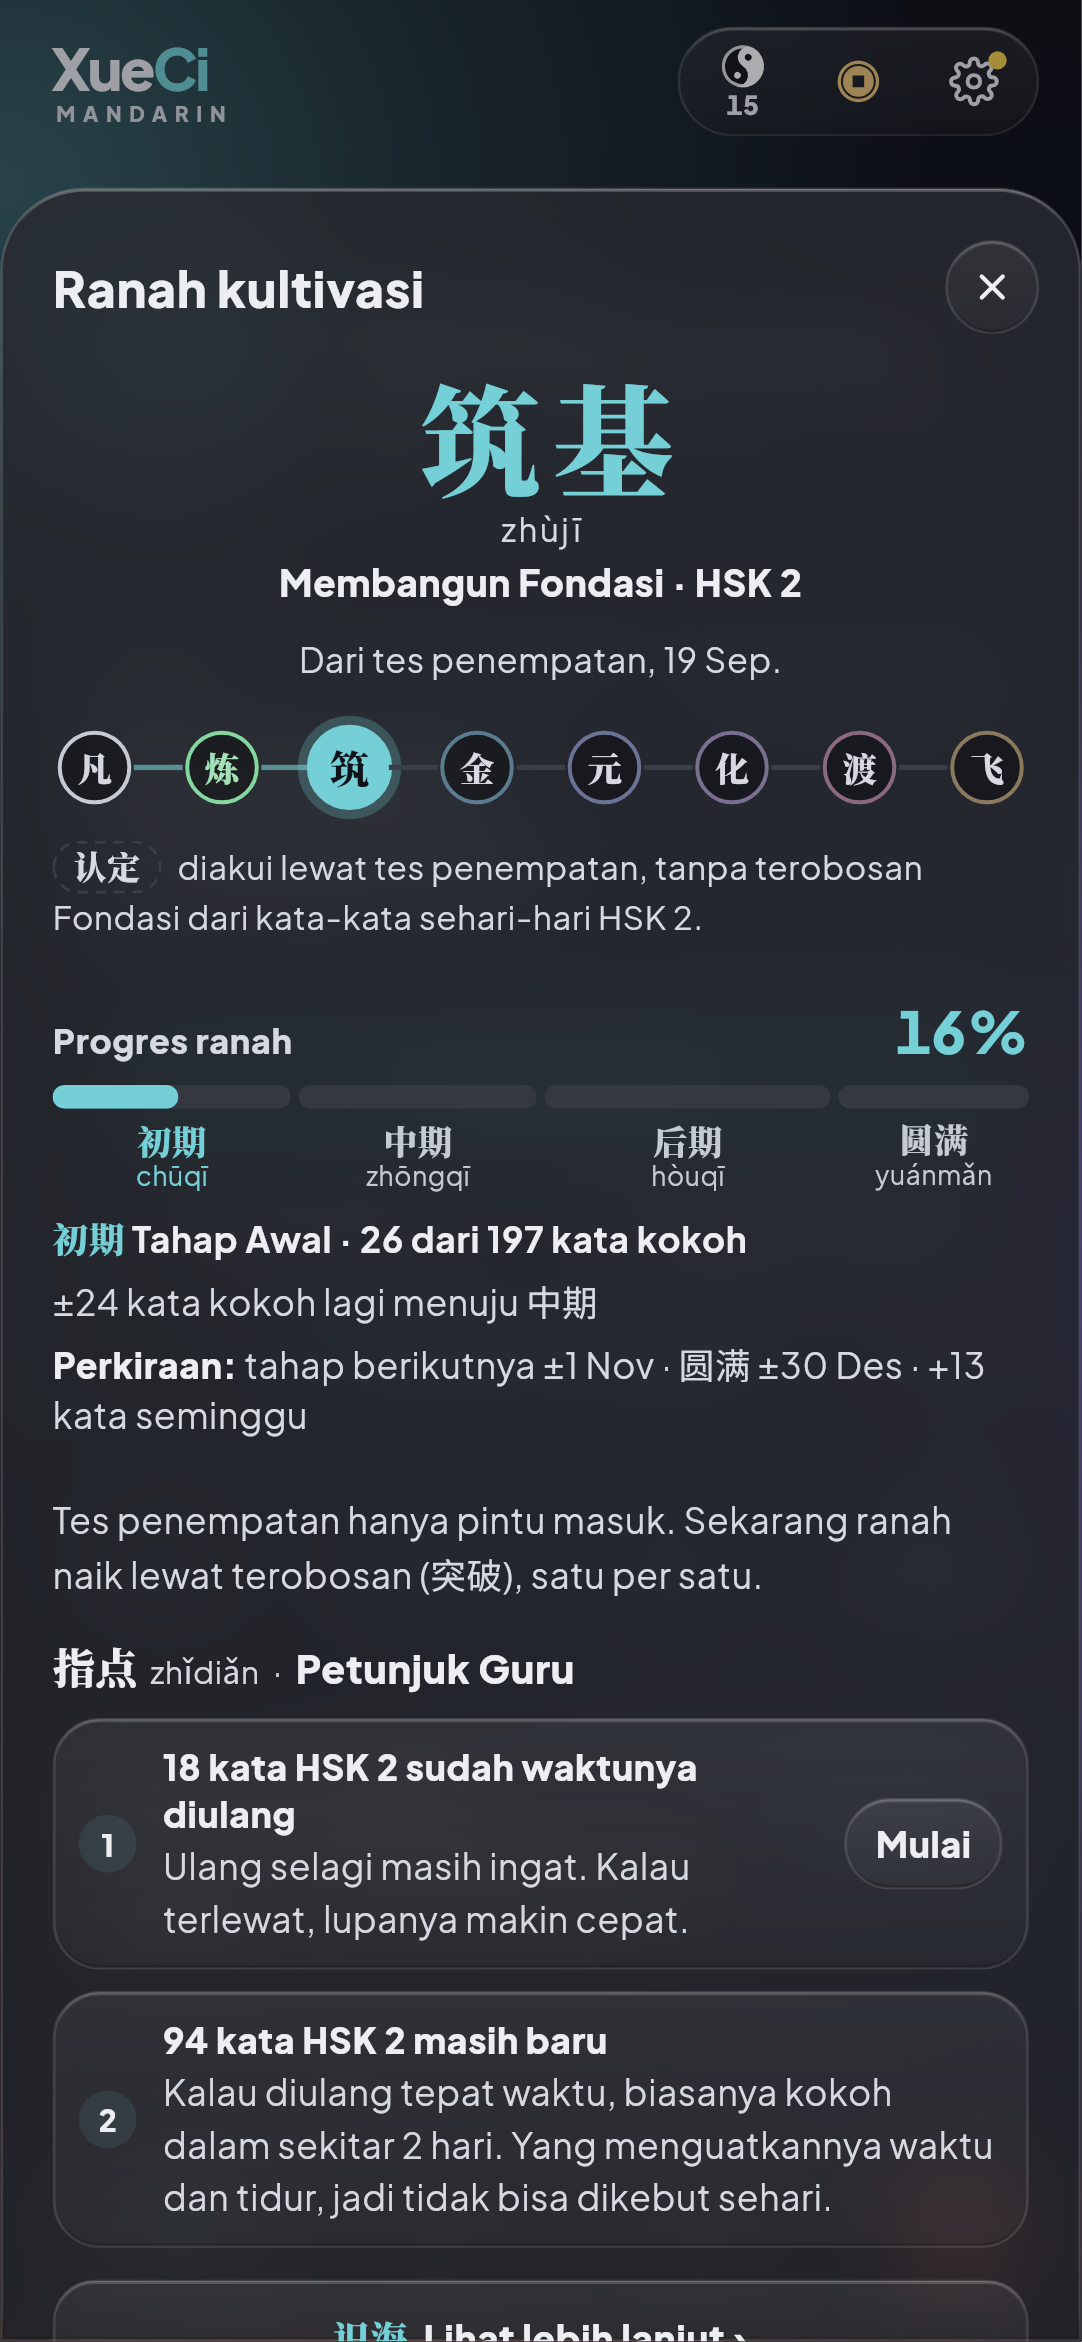 XueCi
MANDARIN
15
Ranah kultivasi
筑基
zhùjī
Membangun Fondasi · HSK 2
Dari tes penempatan, 19 Sep.
凡 炼 筑 金 元 化 渡 飞
认定 diakui lewat tes penempatan, tanpa terobosan
Fondasi dari kata-kata sehari-hari HSK 2.
Progres ranah 16%
初期 中期 后期 圆满
chūqī zhōngqī hòuqī yuánmǎn
初期 Tahap Awal · 26 dari 197 kata kokoh
±24 kata kokoh lagi menuju 中期
Perkiraan: tahap berikutnya ±1 Nov · 圆满 ±30 Des · +13
kata seminggu
Tes penempatan hanya pintu masuk. Sekarang ranah
naik lewat terobosan (突破), satu per satu.
指点 zhǐdiǎn · Petunjuk Guru
1
18 kata HSK 2 sudah waktunya
diulang
Ulang selagi masih ingat. Kalau
terlewat, lupanya makin cepat.
Mulai
2
94 kata HSK 2 masih baru
Kalau diulang tepat waktu, biasanya kokoh
dalam sekitar 2 hari. Yang menguatkannya waktu
dan tidur, jadi tidak bisa dikebut sehari.
识海 Lihat lebih lanjut ›